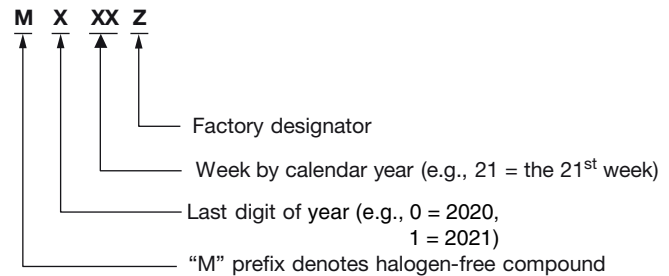 M X XX Z
Factory designator
Week by calendar year (e.g., 21 = the 21st week)
Last digit of year (e.g., 0 = 2020,
1 = 2021)
“M” prefix denotes halogen-free compound